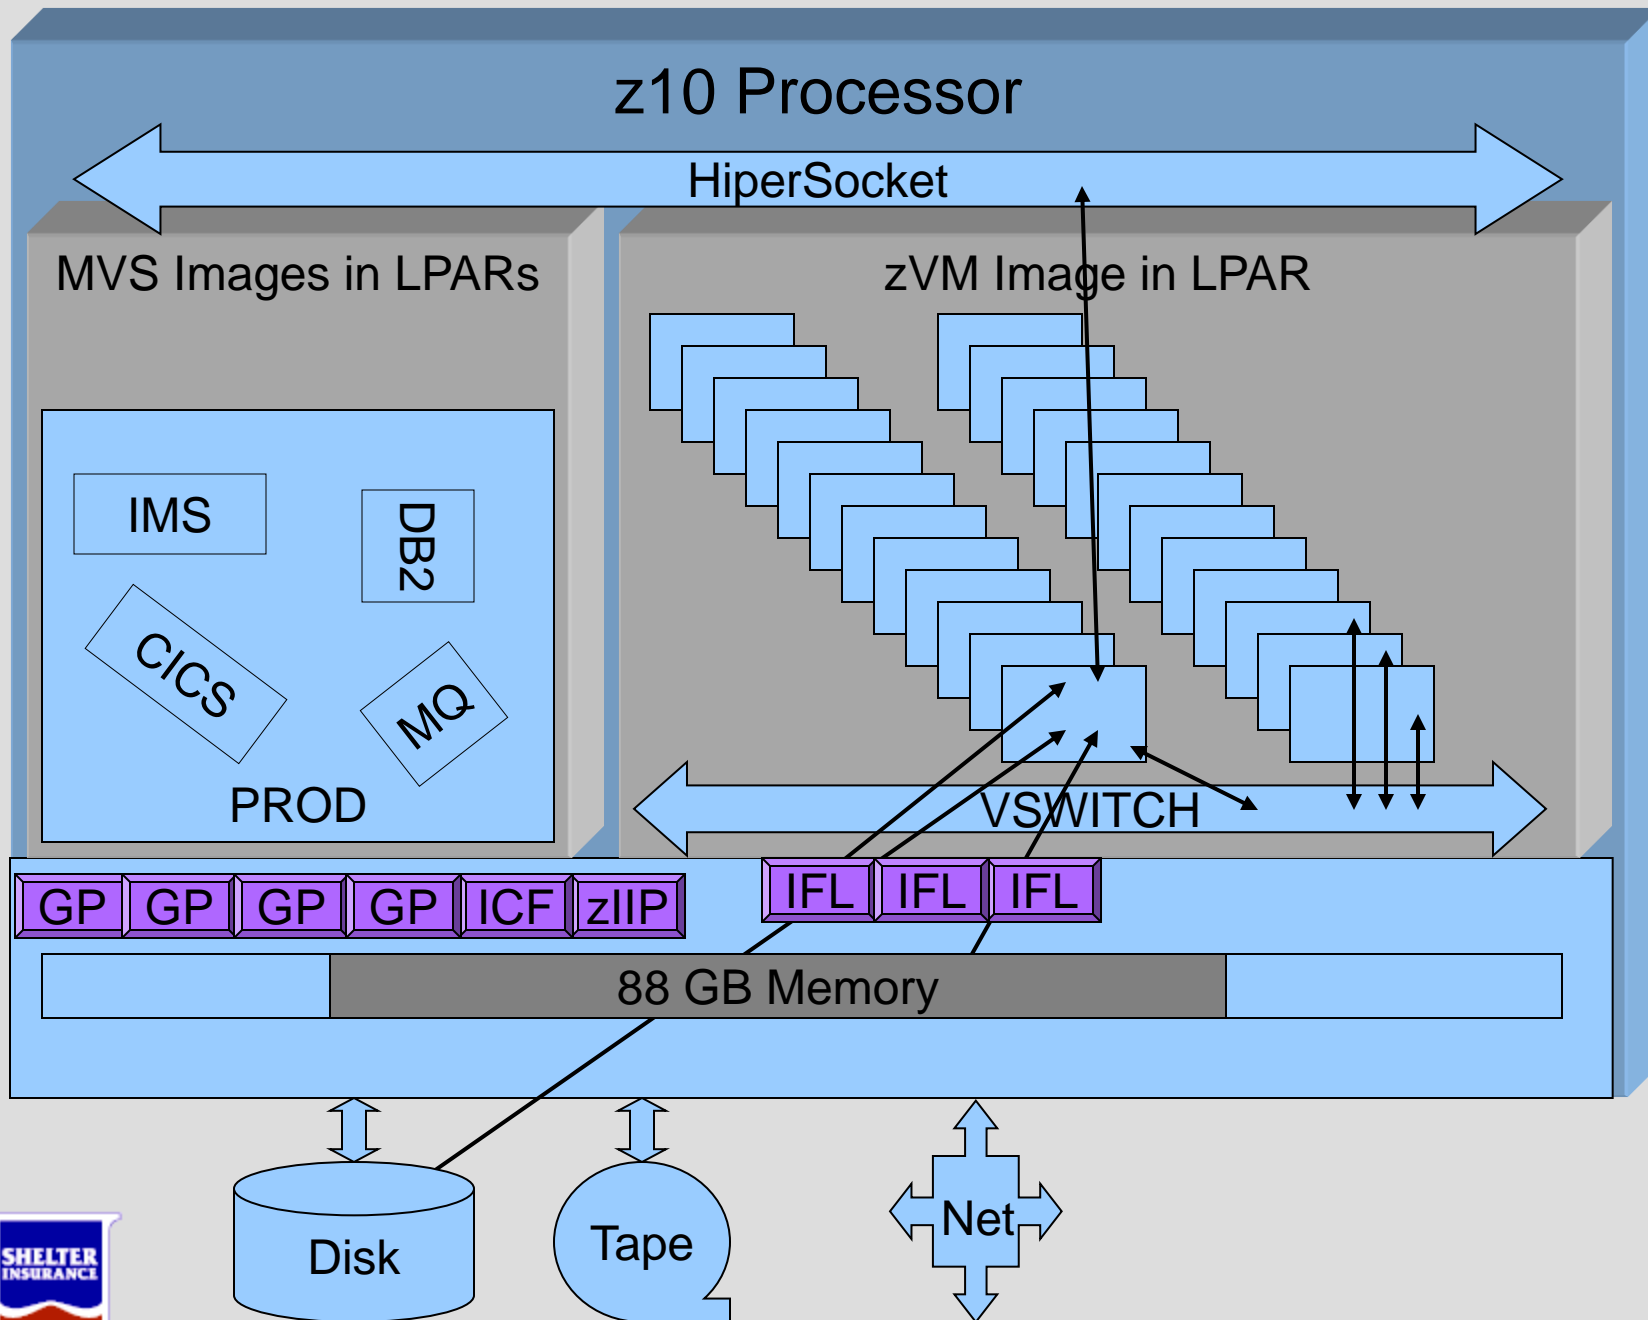 z10 Processor
HiperSocket
MVS Images in LPARs
zVM Image in LPAR
IMS
DB2
CICS
MQ
PROD
VSWITCH
GP GP GP GP ICF zIIP
IFL IFL IFL
88 GB Memory
Disk
Tape
Net
SHELTER
INSURANCE